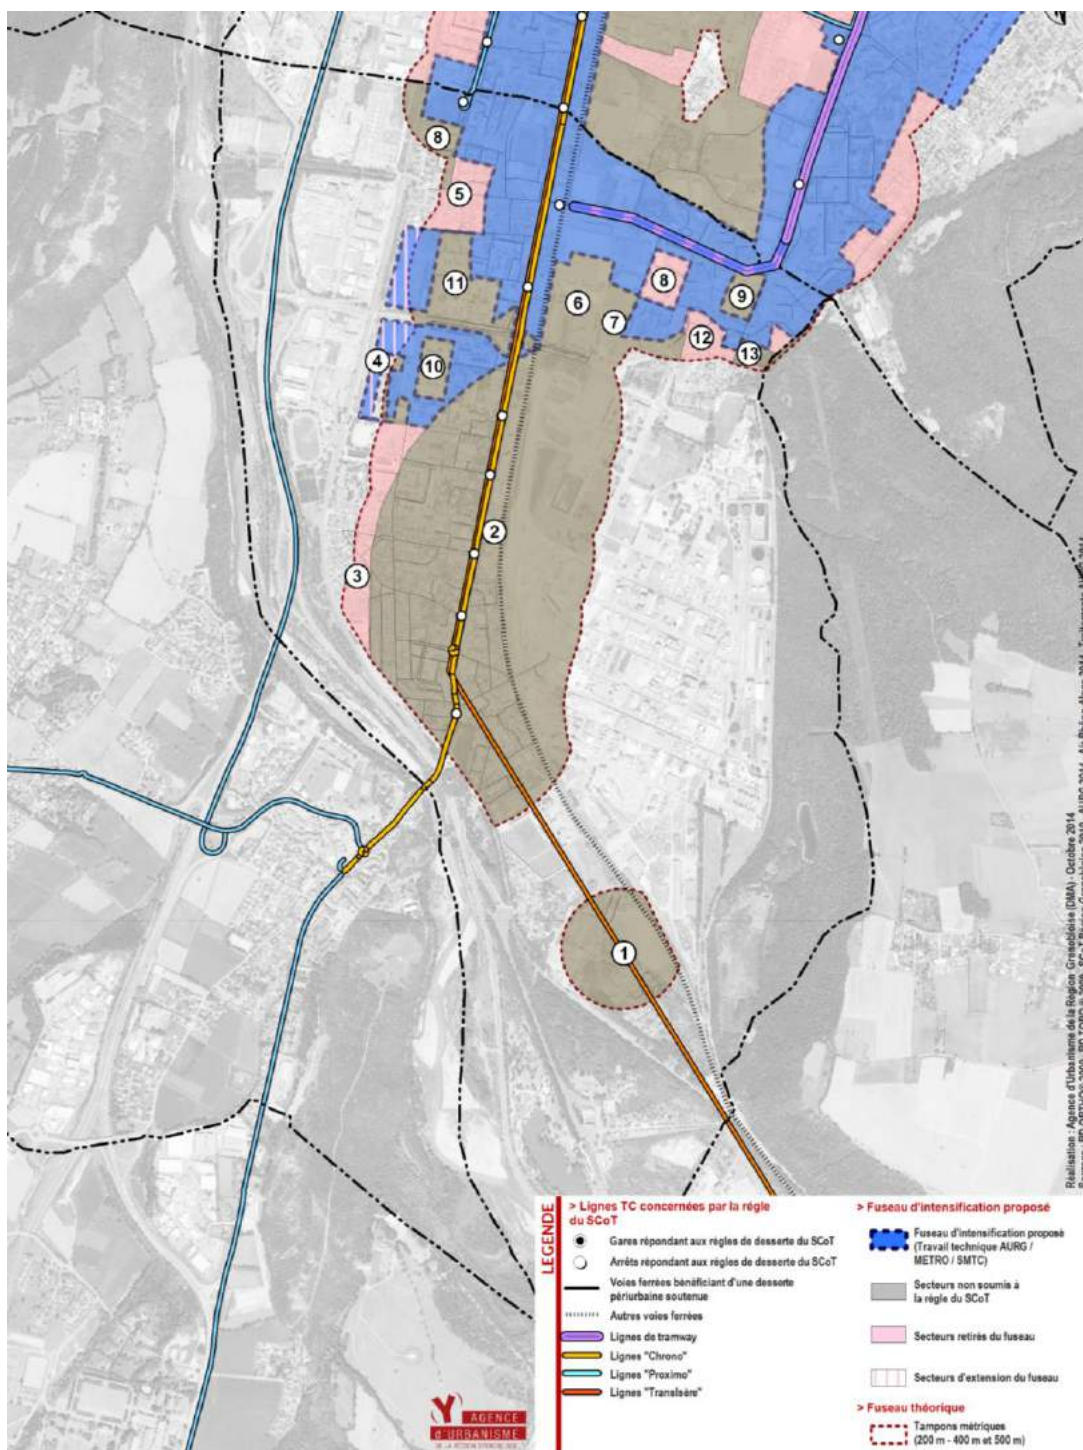 8
5
11
6
7
8
9
12
13
4
10
2
3
1
Réalisation : Agence d'Urbanisme de la Région Grenobloise (DMA) - Octobre 2014
LEGENDE
> Lignes TC concernées par la règle
du SCoT
Gares répondant aux règles de desserte du SCoT
Arrêts répondant aux règles de desserte du SCoT
Voies ferrées bénéficiant d'une desserte
périurbaine soutenue
Autres voies ferrées
Lignes de tramway
Lignes "Chrono"
Lignes "Proximo"
Lignes "TransIsère"
> Fuseau d'intensification proposé
Fuseau d'intensification proposé
(Travail technique AURG /
METRO / SMTC)
Secteurs non soumis à
la règle du SCoT
Secteurs retirés du fuseau
Secteurs d'extension du fuseau
> Fuseau théorique
Tampons métriques
(200 m - 400 m et 500 m)
AGENCE
d'URBANISME